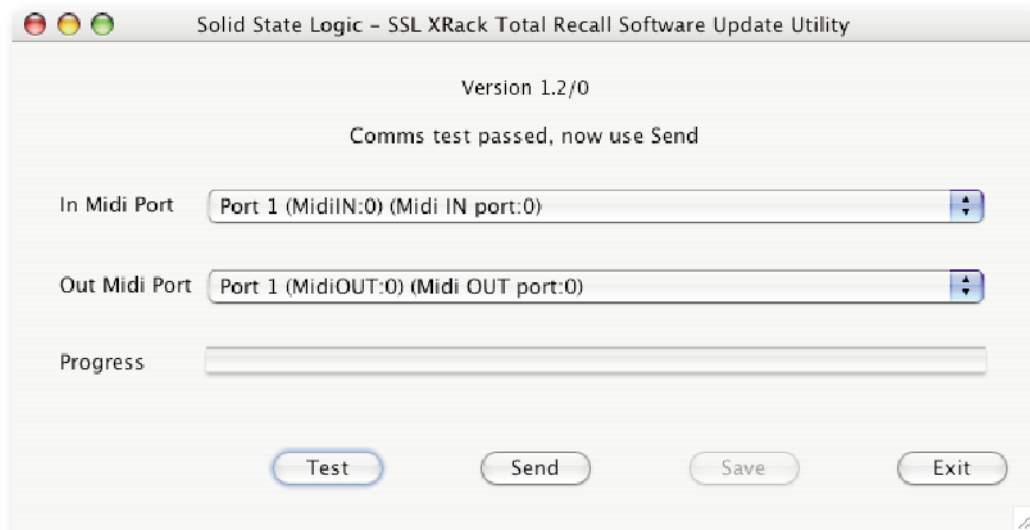 Solid State Logic – SSL XRack Total Recall Software Update Utility
Version 1.2/0
Comms test passed, now use Send
In Midi Port Port 1 (MidiIN:0) (Midi IN port:0)
Out Midi Port Port 1 (MidiOUT:0) (Midi OUT port:0)
Progress
Test Send Save Exit